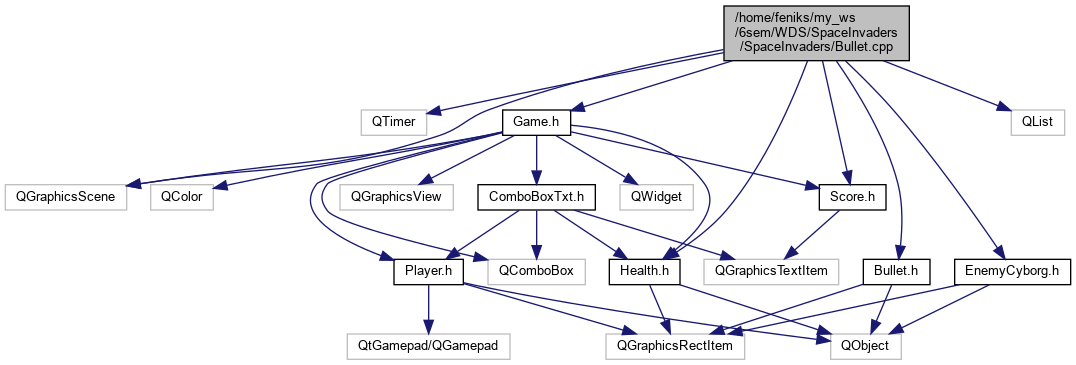 /home/feniks/my_ws
/6sem/WDS/SpaceInvaders
/SpaceInvaders/Bullet.cpp
QTimer
Game.h
QList
QGraphicsScene
QColor
QGraphicsView
ComboBoxTxt.h
QWidget
Score.h
Player.h
QComboBox
Health.h
QGraphicsTextItem
Bullet.h
EnemyCyborg.h
QtGamepad/QGamepad
QGraphicsRectItem
QObject